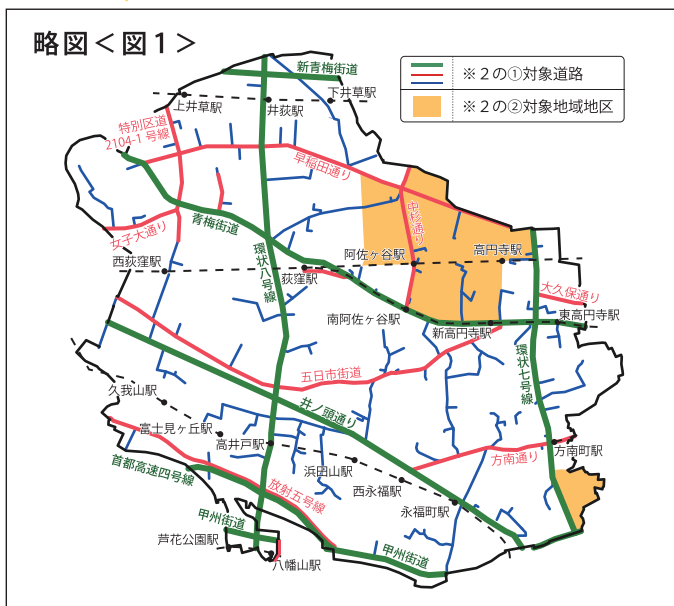 略図＜図1＞
※２の①対象道路
※２の②対象地域地区
新青梅街道
下井草駅
上井草駅
井荻駅
特別区道
2104-1号線
早稲田通り
中杉通り
女子大通り
青梅街道
環状八号線
西荻窪駅
荻窪駅
阿佐ヶ谷駅
高円寺駅
大久保通り
南阿佐ヶ谷駅
新高円寺駅
東高円寺駅
環状七号線
五日市街道
井ノ頭通り
久我山駅
富士見ヶ丘駅
高井戸駅
浜田山駅
西永福駅
永福町駅
方南通り
方南町駅
首都高速四号線
放射五号線
甲州街道
芦花公園駅
八幡山駅
甲州街道